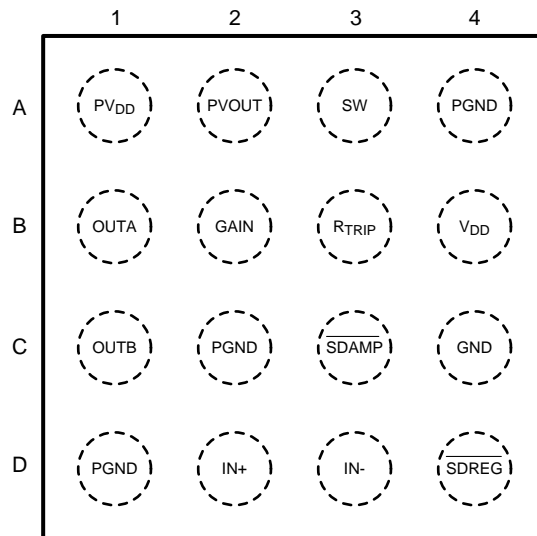 1 2 3 4
A PVDD PVOUT SW PGND
B OUTA GAIN RTRIP VDD
C OUTB PGND SDAMP GND
D PGND IN+ IN- SDREG